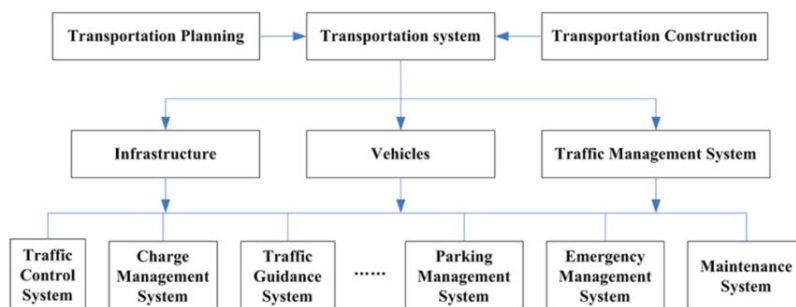 Transportation Planning
Transportation system
Transportation Construction
Infrastructure
Vehicles
Traffic Management System
Traffic
Control
System
Charge
Management
System
Traffic
Guidance
System
......
Parking
Management
System
Emergency
Management
System
Maintenance
System